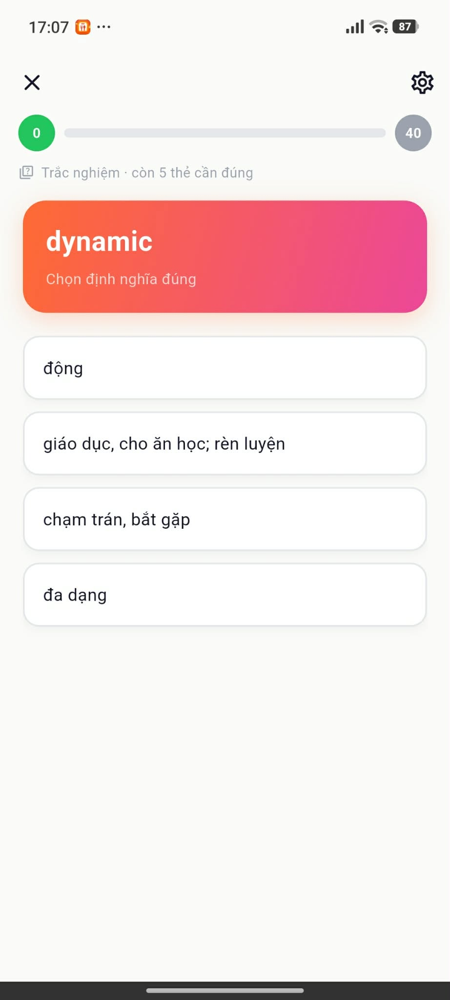 17:07 ...
87
0
40
Trắc nghiệm · còn 5 thẻ cần đúng
dynamic
Chọn định nghĩa đúng
động
giáo dục, cho ăn học; rèn luyện
chạm trán, bắt gặp
đa dạng